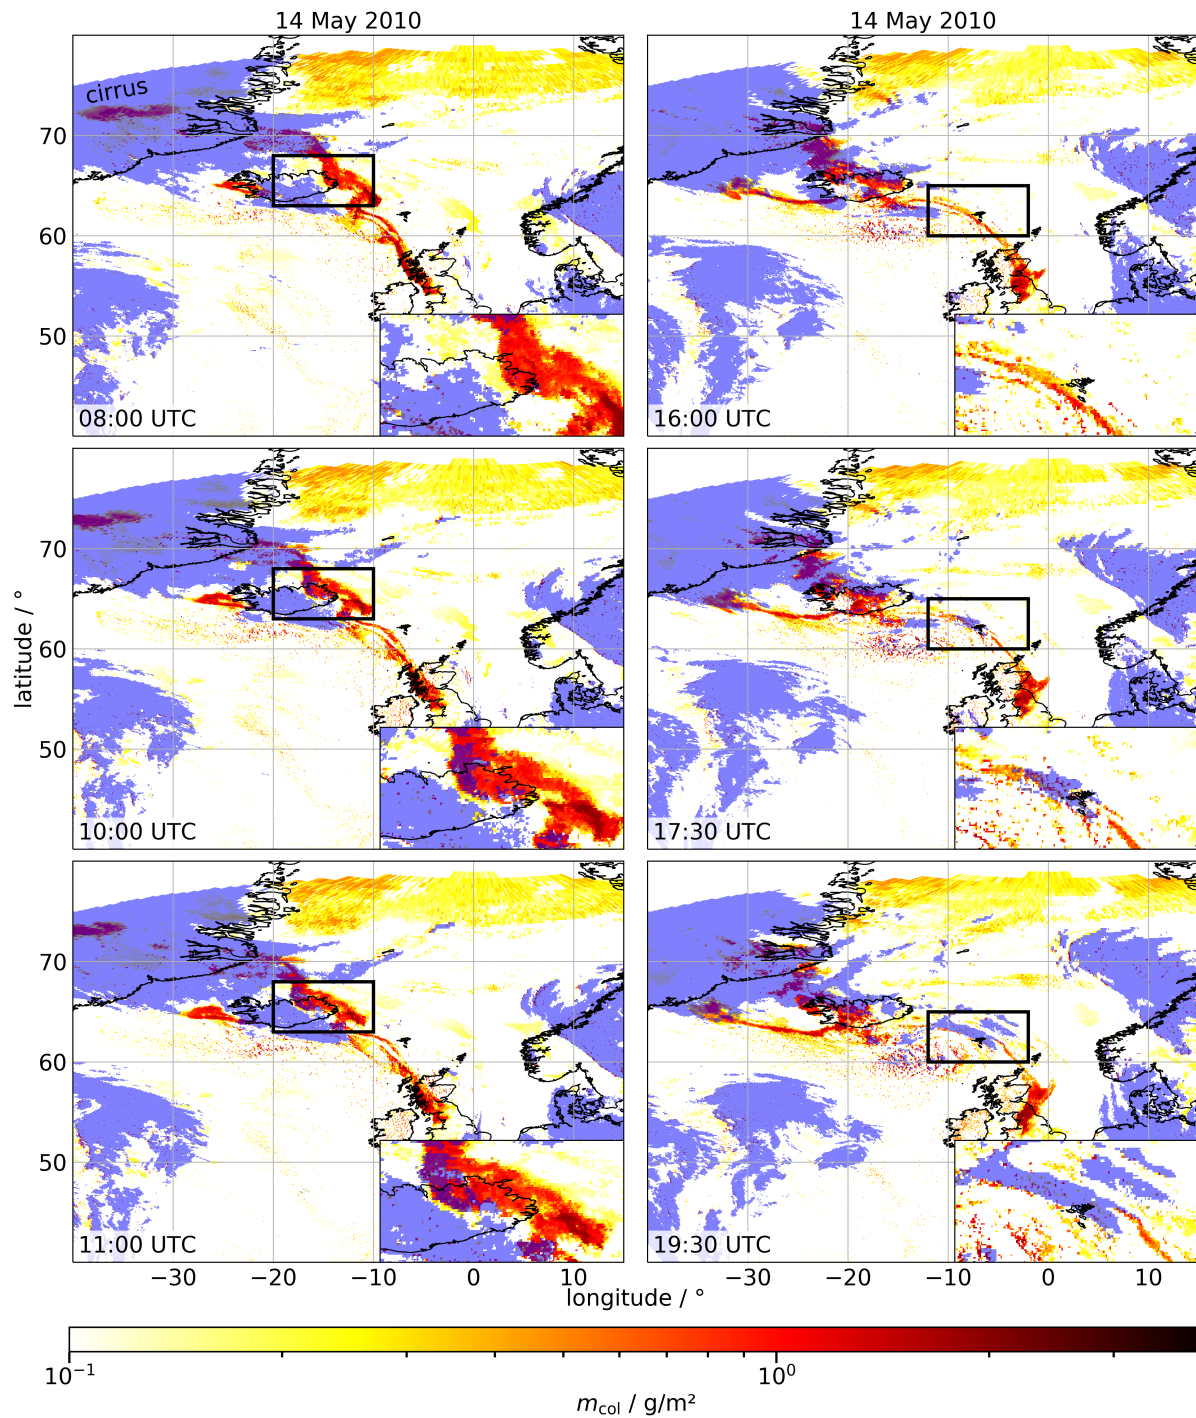 14 May 2010
14 May 2010
cirrus
70
60
50
08:00 UTC
16:00 UTC
70
60
50
10:00 UTC
17:30 UTC
latitude / °
70
60
50
11:00 UTC
19:30 UTC
−30 −20 −10 0 10
−30 −20 −10 0 10
longitude / °
10⁻¹ 10⁰
m_col / g/m²